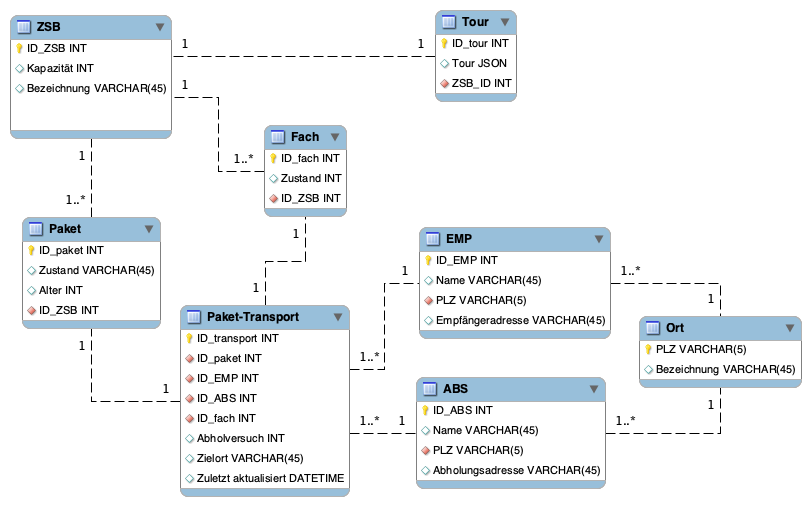 ZSB
ID_ZSB INT
Kapazität INT
Bezeichnung VARCHAR(45)
1
1
Tour
ID_tour INT
Tour JSON
ZSB_ID INT
1
1..*
Fach
ID_fach INT
Zustand INT
ID_ZSB INT
1
1..*
Paket
ID_paket INT
Zustand VARCHAR(45)
Alter INT
ID_ZSB INT
1
1
1
1
Paket-Transport
ID_transport INT
ID_paket INT
ID_EMP INT
ID_ABS INT
ID_fach INT
Abholversuch INT
Zielort VARCHAR(45)
Zuletzt aktualisiert DATETIME
1
1..*
EMP
ID_EMP INT
Name VARCHAR(45)
PLZ VARCHAR(5)
Empfängeradresse VARCHAR(45)
1..*
1
Ort
PLZ VARCHAR(5)
Bezeichnung VARCHAR(45)
1..*
1
ABS
ID_ABS INT
Name VARCHAR(45)
PLZ VARCHAR(5)
Abholungsadresse VARCHAR(45)
1..*
1